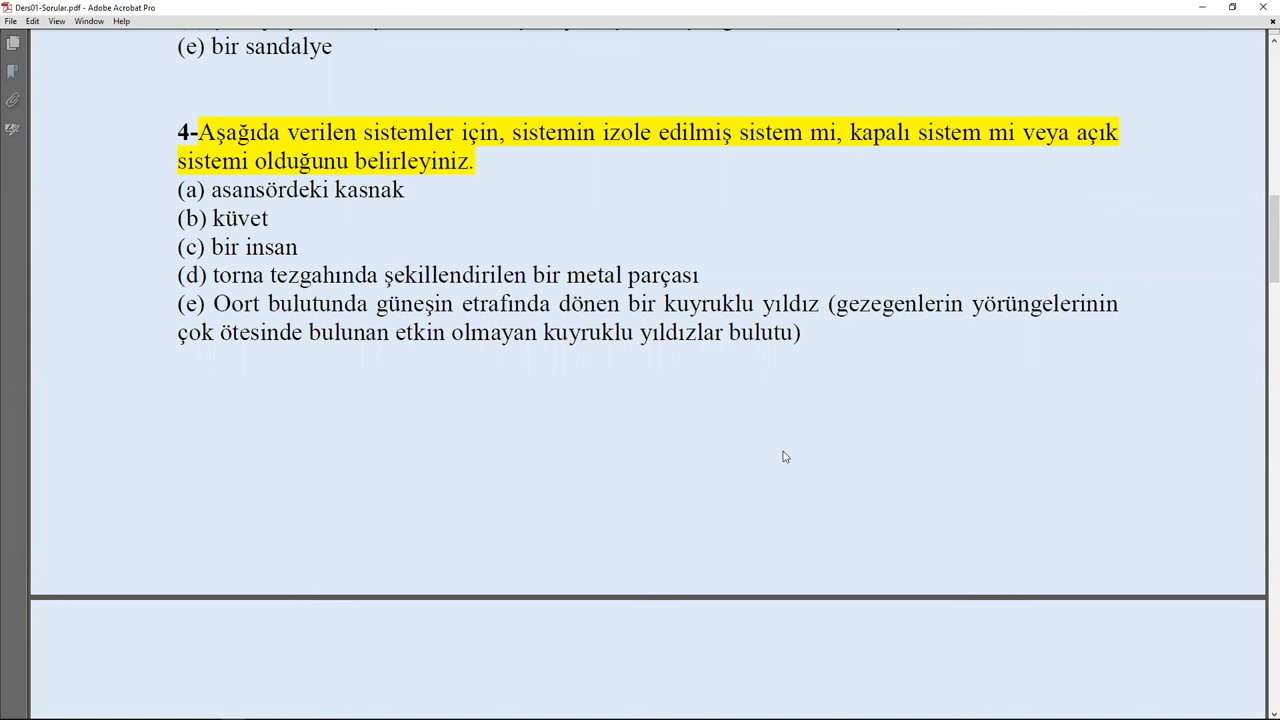 Ders01-Sorular.pdf - Adobe Acrobat Pro
File Edit View Window Help
(e) bir sandalye
4-Aşağıda verilen sistemler için, sistemin izole edilmiş sistem mi, kapalı sistem mi veya açık
sistemi olduğunu belirleyiniz.
(a) asansördeki kasnak
(b) küvet
(c) bir insan
(d) torna tezgahında şekillendirilen bir metal parçası
(e) Oort bulutunda güneşin etrafında dönen bir kuyruklu yıldız (gezegenlerin yörüngelerinin
çok ötesinde bulunan etkin olmayan kuyruklu yıldızlar bulutu)